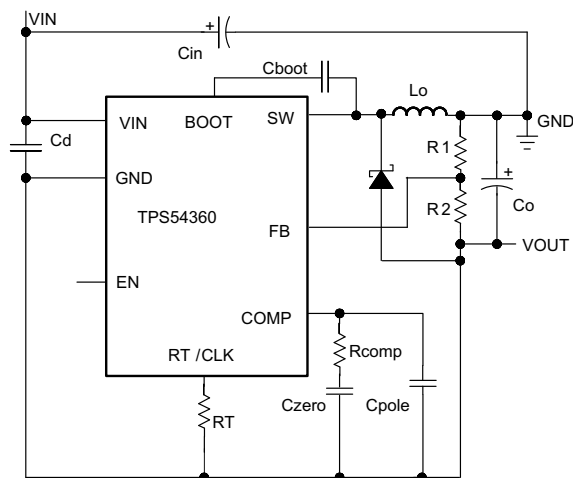 VIN
+
Cin
Cboot
Lo
VIN
BOOT
SW
GND
Cd
R1
GND
+
TPS54360
R2
Co
FB
VOUT
EN
COMP
RT /CLK
Rcomp
Czero
Cpole
RT